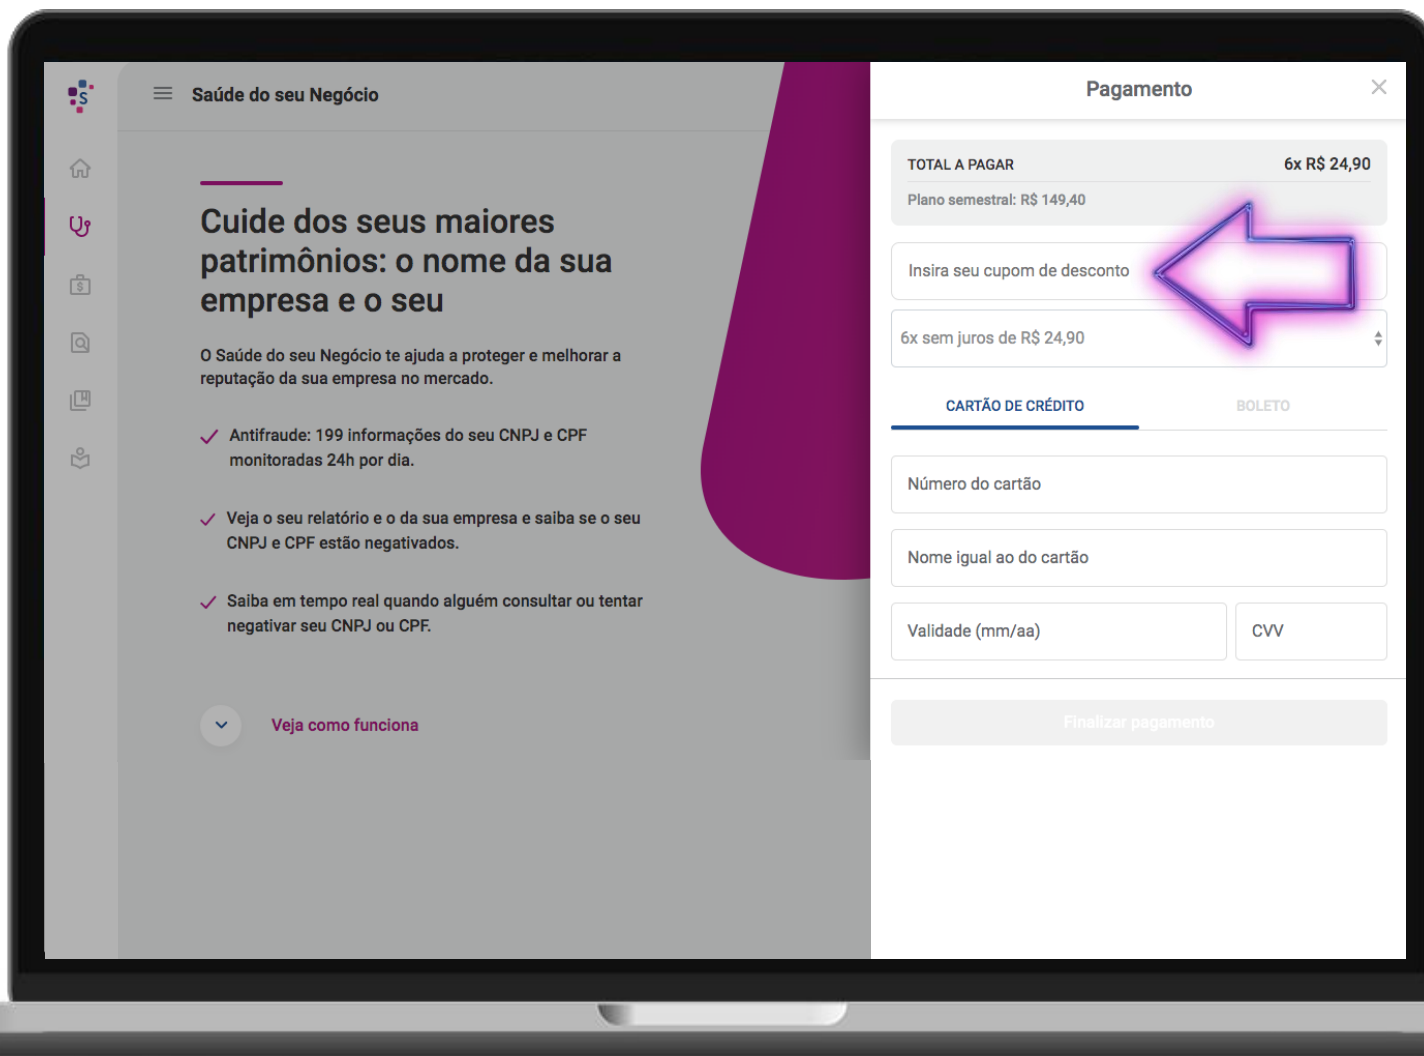 S
Saúde do seu Negócio
Cuide dos seus maiores
patrimônios: o nome da sua
empresa e o seu
O Saúde do seu Negócio te ajuda a proteger e melhorar a
reputação da sua empresa no mercado.
Antifraude: 199 informações do seu CNPJ e CPF
monitoradas 24h por dia.
Veja o seu relatório e o da sua empresa e saiba se o seu
CNPJ e CPF estão negativados.
Saiba em tempo real quando alguém consultar ou tentar
negativar seu CNPJ ou CPF.
Veja como funciona
Pagamento
TOTAL A PAGAR 6x R$ 24,90
Plano semestral: R$ 149,40
Insira seu cupom de desconto
6x sem juros de R$ 24,90
CARTÃO DE CRÉDITO BOLETO
Número do cartão
Nome igual ao do cartão
Validade (mm/aa) CVV
Finalizar pagamento